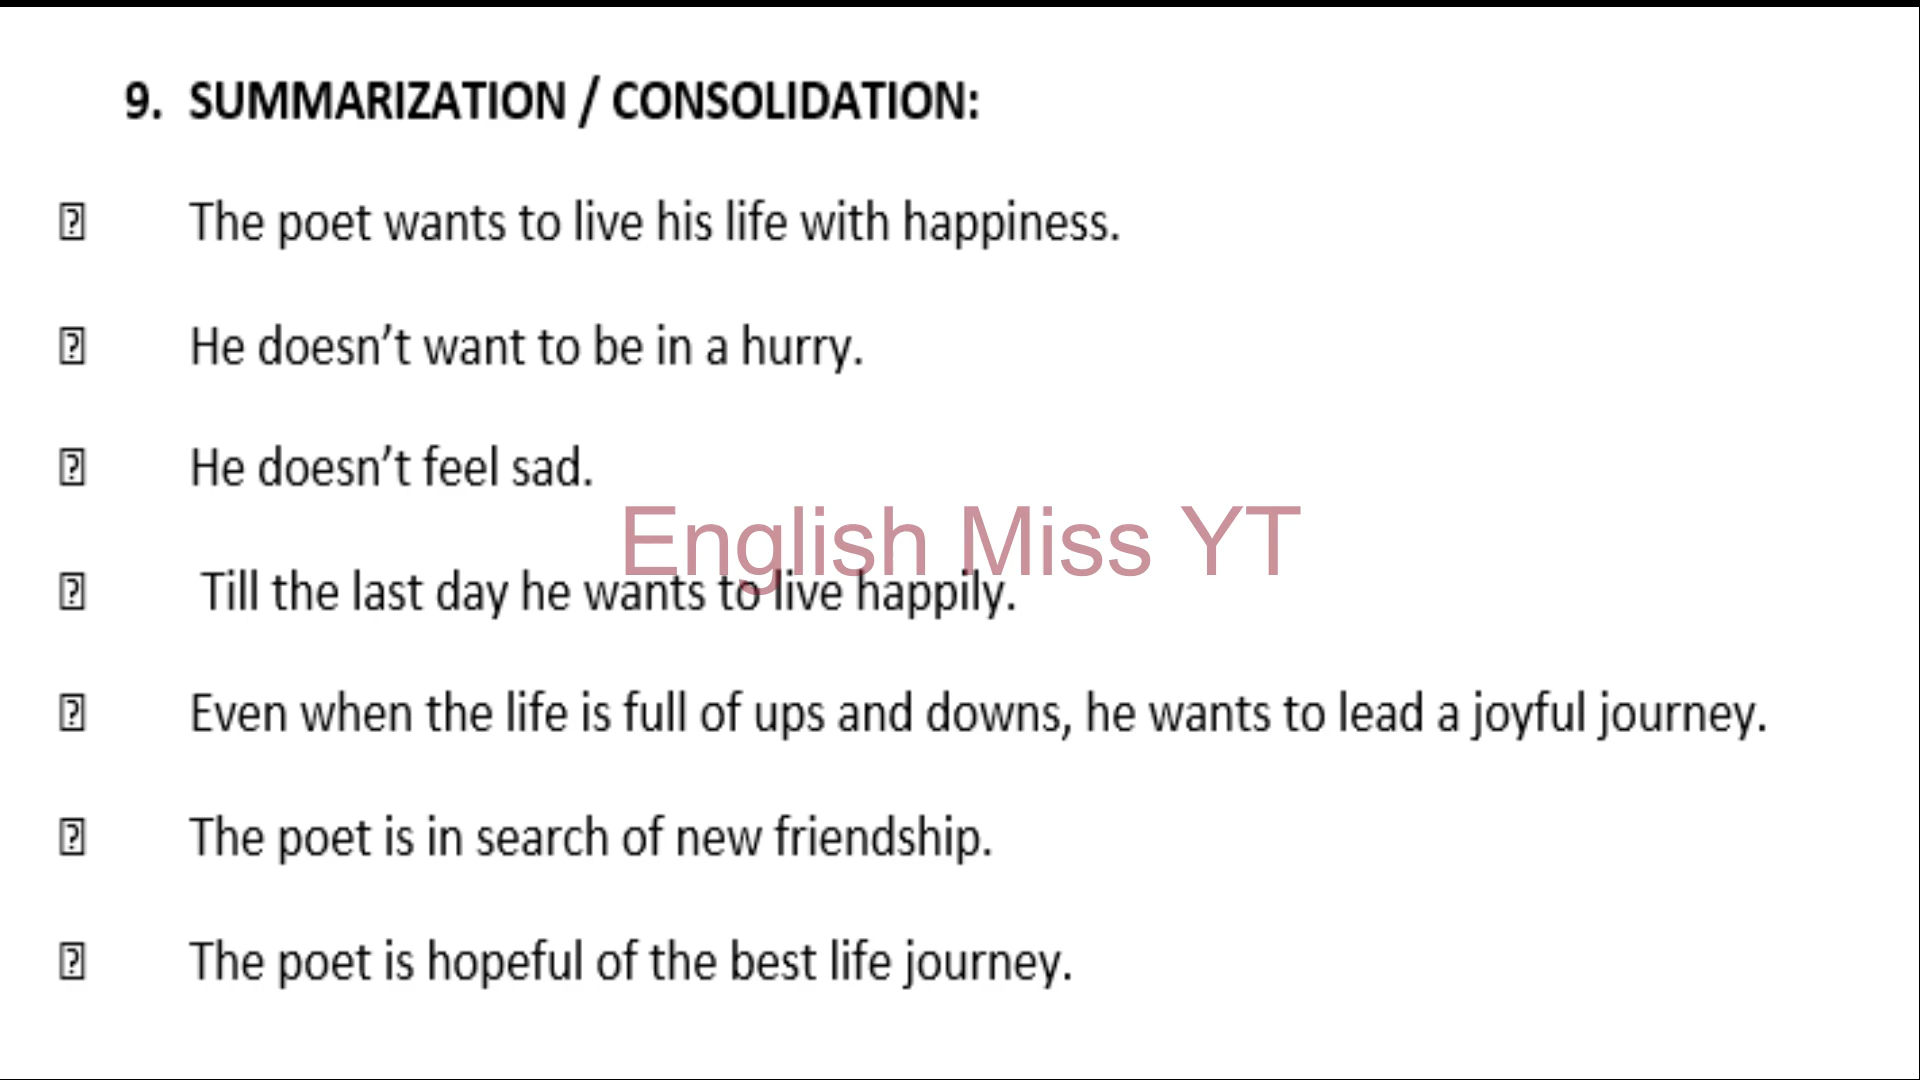 9. SUMMARIZATION / CONSOLIDATION:
The poet wants to live his life with happiness.
He doesn’t want to be in a hurry.
He doesn’t feel sad.
English Miss YT
Till the last day he wants to live happily.
Even when the life is full of ups and downs, he wants to lead a joyful journey.
The poet is in search of new friendship.
The poet is hopeful of the best life journey.